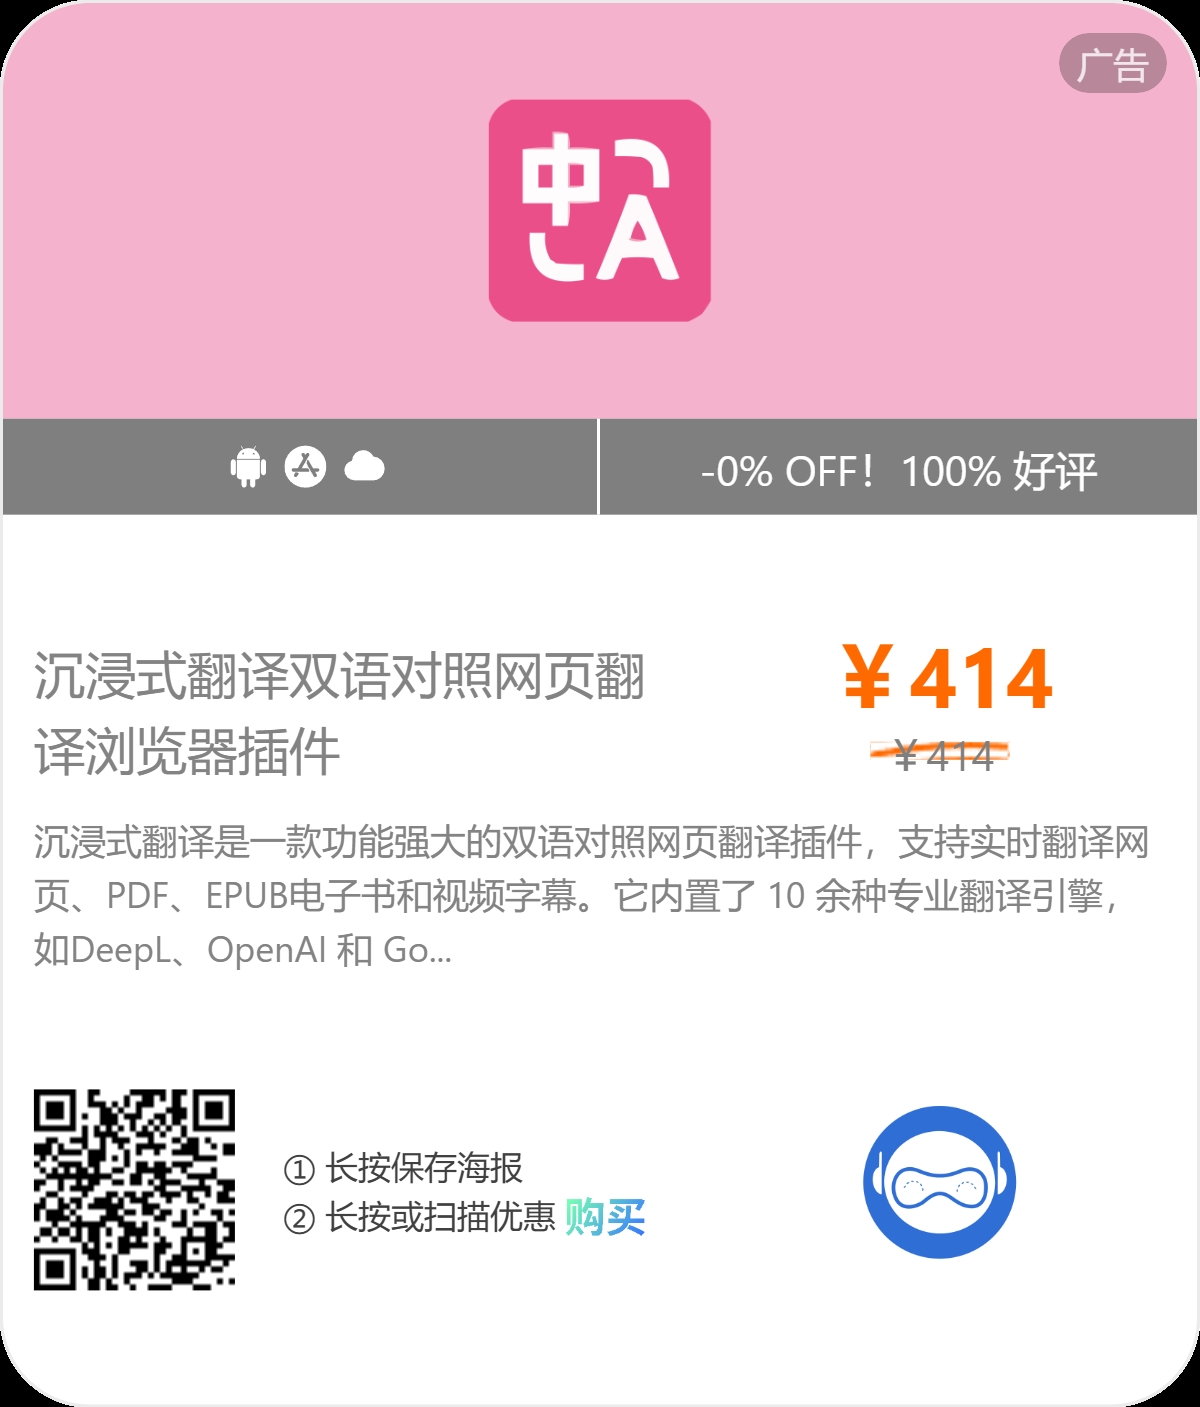 广告
中
A
-0% OFF！100% 好评
沉浸式翻译双语对照网页翻
译浏览器插件
¥414
¥414
沉浸式翻译是一款功能强大的双语对照网页翻译插件，支持实时翻译网
页、PDF、EPUB电子书和视频字幕。它内置了 10 余种专业翻译引擎，
如DeepL、OpenAI 和 Go...
① 长按保存海报
② 长按或扫描优惠 购买